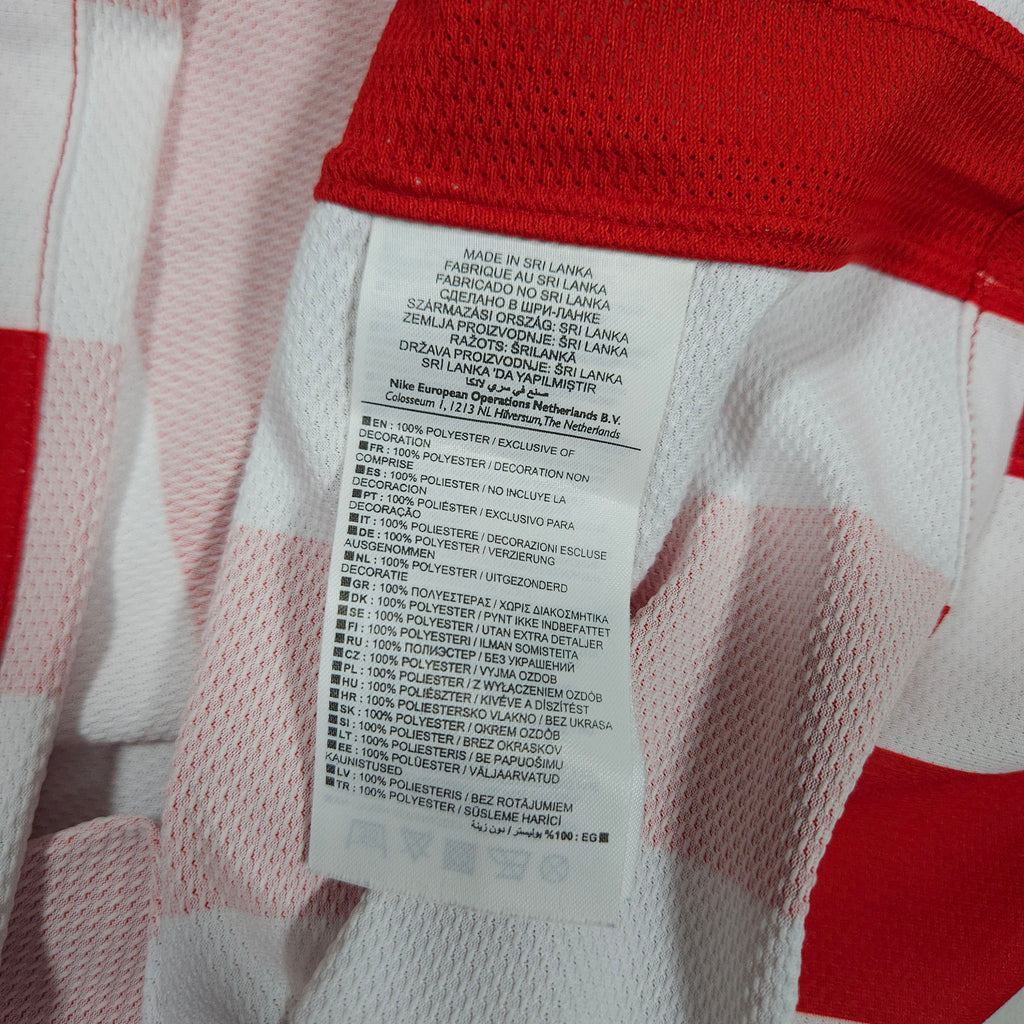 MADE IN SRI LANKA
FABRIQUE AU SRI LANKA
FABRICADO NO SRI LANKA
СДЕЛАНО В ШРИ-ЛАНКЕ
SZÁRMAZÁSI ORSZÁG: SRI LANKA
ZEMLJA PROIZVODNJE: ŠRI LANKA
RAŽOTS: ŠRILANKĀ
DRŽAVA PROIZVODNJE: ŠRI LANKA
SRİ LANKA 'DA YAPILMIŞTIR
صنع في سري لانكا
Nike European Operations Netherlands B.V.
Colosseum 1, 1213 NL Hilversum, The Netherlands
EN : 100% POLYESTER / EXCLUSIVE OF
DECORATION
FR : 100% POLYESTER / DECORATION NON
COMPRISE
ES : 100% POLIESTER / NO INCLUYE LA
DECORACION
PT : 100% POLIÉSTER / EXCLUSIVO PARA
DECORAÇÃO
IT : 100% POLIESTERE / DECORAZIONI ESCLUSE
DE : 100% POLYESTER / VERZIERUNG
AUSGENOMMEN
NL : 100% POLYESTER / UITGEZONDERD
DECORATIE
GR : 100% ΠΟΛΥΕΣΤΕΡΑΣ / ΧΩΡΙΣ ΔΙΑΚΟΣΜΗΤΙΚΑ
DK : 100% POLYESTER / PYNT IKKE INDBEFATTET
SE : 100% POLYESTER / UTAN EXTRA DETALJER
FI : 100% POLYESTERI / ILMAN SOMISTEITA
RU : 100% ПОЛИЭСТЕР / БЕЗ УКРАШЕНИЙ
CZ : 100% POLYESTER / VYJMA OZDOB
PL : 100% POLIESTER / Z WYŁACZENIEM OZDÓB
HU : 100% POLIÉSZTER / KIVÉVE A DÍSZÍTÉST
HR : 100% POLIESTERSKO VLAKNO / BEZ UKRASA
SK : 100% POLYESTER / OKREM OZDÔB
SI : 100% POLIESTER / BREZ OKRASKOV
LT : 100% POLIESTERIS / BE PAPUOŠIMU
EE : 100% POLÜESTER / VÄLJAARVATUD
KAUNISTUSED
LV : 100% POLIESTERIS / BEZ ROTĀJUMIEM
TR : 100% POLYESTER / SÜSLEME HARİCİ
EG : 100% بوليستر / دون زينة